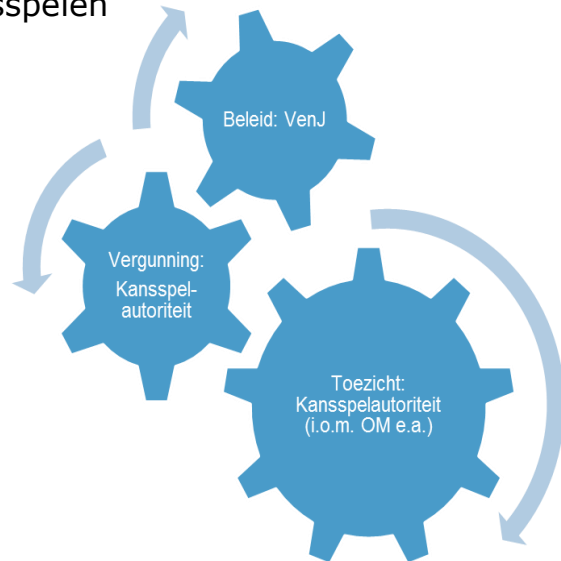 sspelen
Beleid: VenJ
Vergunning:
Kansspel-
autoriteit
Toezicht:
Kansspelautoriteit
(i.o.m. OM e.a.)